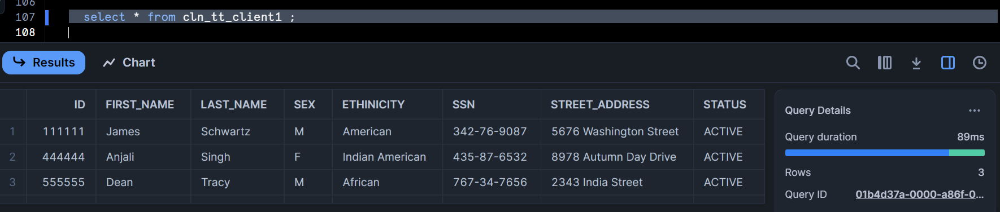 106
107 select * from cln_tt_client1 ;
108
Results Chart
ID FIRST_NAME LAST_NAME SEX ETHINICITY SSN STREET_ADDRESS STATUS
1 111111 James Schwartz M American 342-76-9087 5676 Washington Street ACTIVE
2 444444 Anjali Singh F Indian American 435-87-6532 8978 Autumn Day Drive ACTIVE
3 555555 Dean Tracy M African 767-34-7656 2343 India Street ACTIVE
Query Details ...
Query duration 89ms
Rows 3
Query ID 01b4d37a-0000-a86f-0...